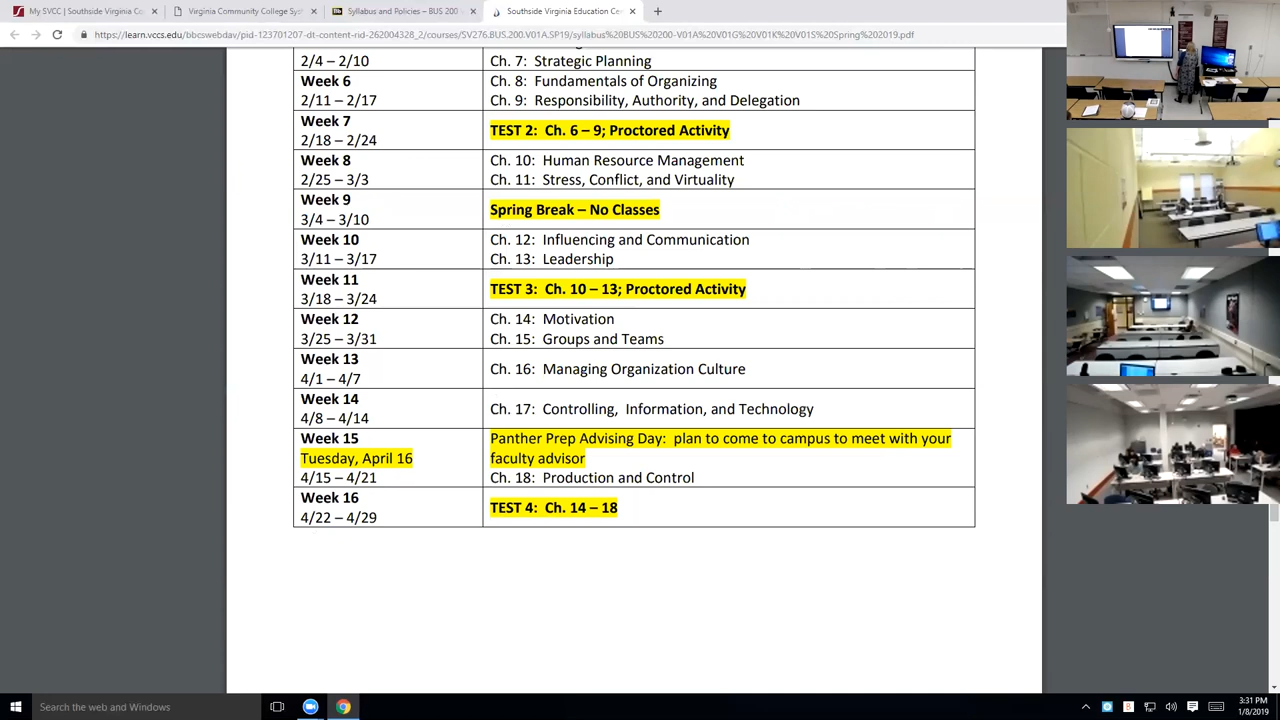 My SVCC | Southside Virginia Co
Virginia Community College Syst
Syllabus and Policies – BUS 200
Southside Virginia Education Ce
https://learn.vccs.edu/bbcswebdav/pid-123701207-dt-content-rid-262004328_2/courses/
76.BUS.200.V01A.SP19/syllabus%20BUS%20200-V01A%20V01G%20V01K%20V01S%20Spring%202019.pdf
2/4 – 2/10 Ch. 7: Strategic Planning
Week 6 Ch. 8: Fundamentals of Organizing
2/11 – 2/17 Ch. 9: Responsibility, Authority, and Delegation
Week 7
2/18 – 2/24
TEST 2: Ch. 6 – 9; Proctored Activity
Week 8 Ch. 10: Human Resource Management
2/25 – 3/3 Ch. 11: Stress, Conflict, and Virtuality
Week 9
3/4 – 3/10
Spring Break – No Classes
Week 10 Ch. 12: Influencing and Communication
3/11 – 3/17 Ch. 13: Leadership
Week 11
3/18 – 3/24
TEST 3: Ch. 10 – 13; Proctored Activity
Week 12 Ch. 14: Motivation
3/25 – 3/31 Ch. 15: Groups and Teams
Week 13
4/1 – 4/7
Ch. 16: Managing Organization Culture
Week 14
4/8 – 4/14
Ch. 17: Controlling, Information, and Technology
Week 15 Panther Prep Advising Day: plan to come to campus to meet with your
Tuesday, April 16 faculty advisor
4/15 – 4/21 Ch. 18: Production and Control
Week 16
4/22 – 4/29
TEST 4: Ch. 14 – 18
Search the web and Windows
3:31 PM
1/8/2019